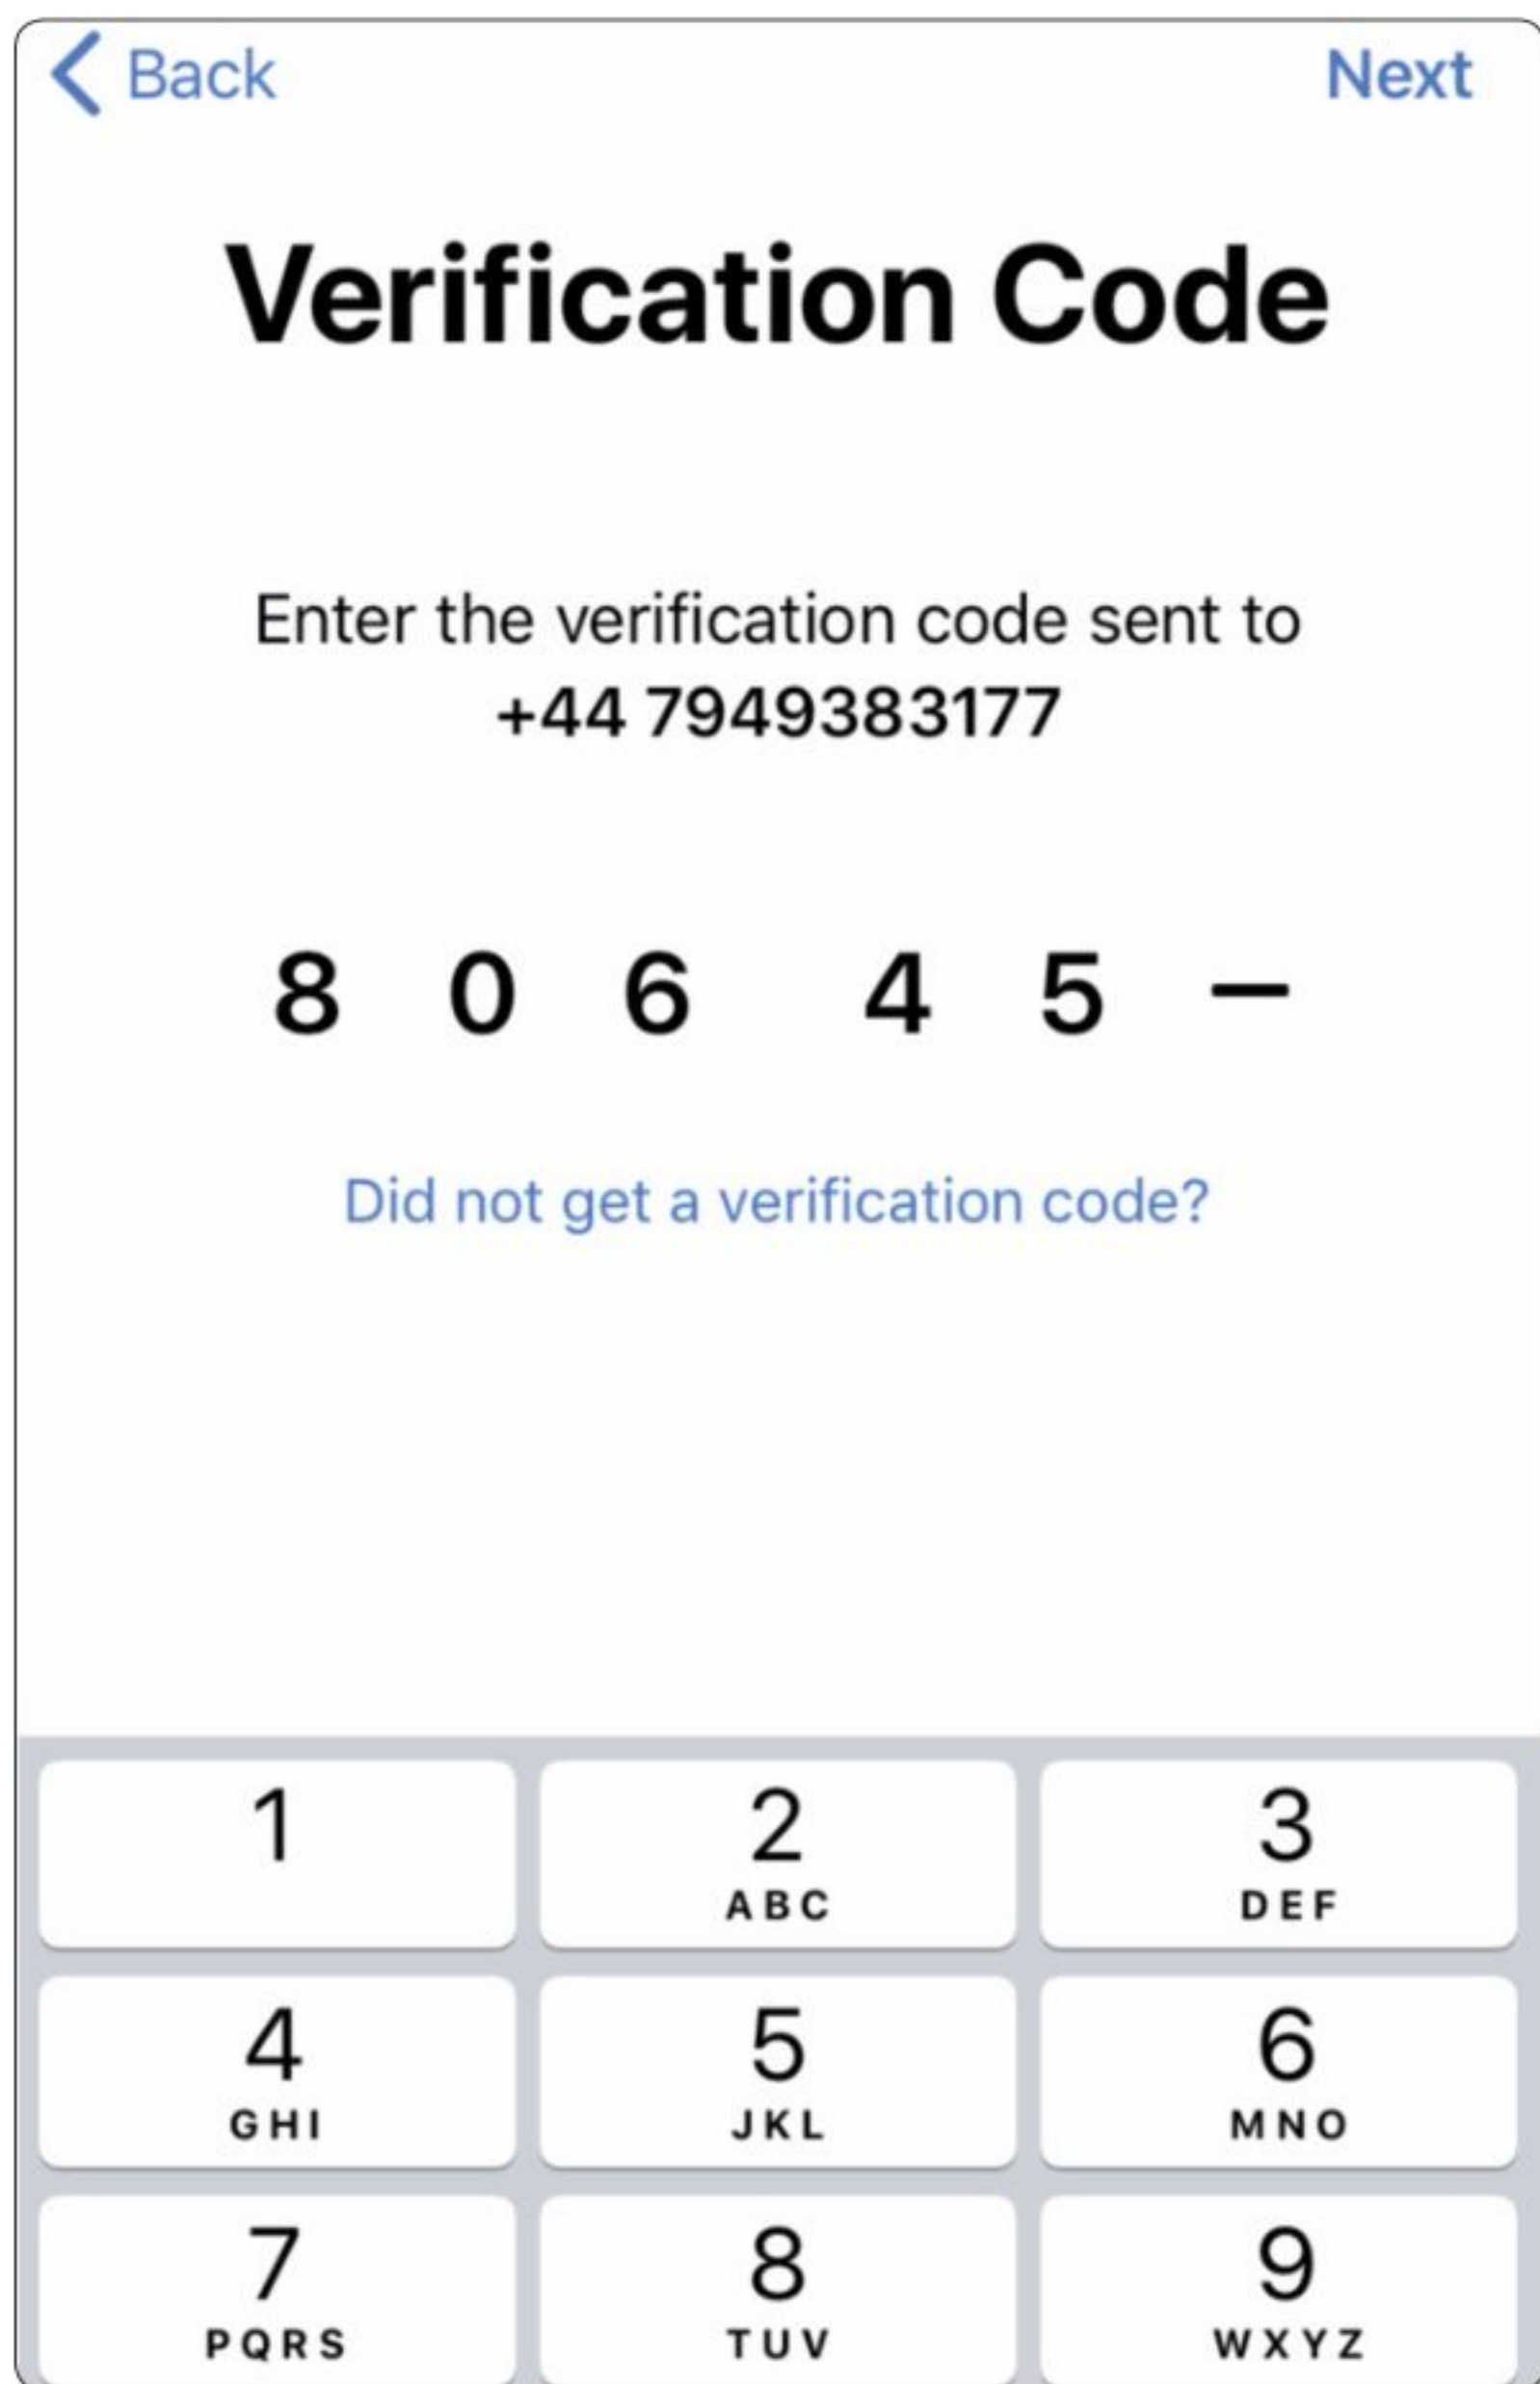 Back Next
Verification Code
Enter the verification code sent to
+44 7949383177
8 0 6 4 5 –
Did not get a verification code?
1 2 3
ABC DEF
4 5 6
GHI JKL MNO
7 8 9
PQRS TUV WXYZ